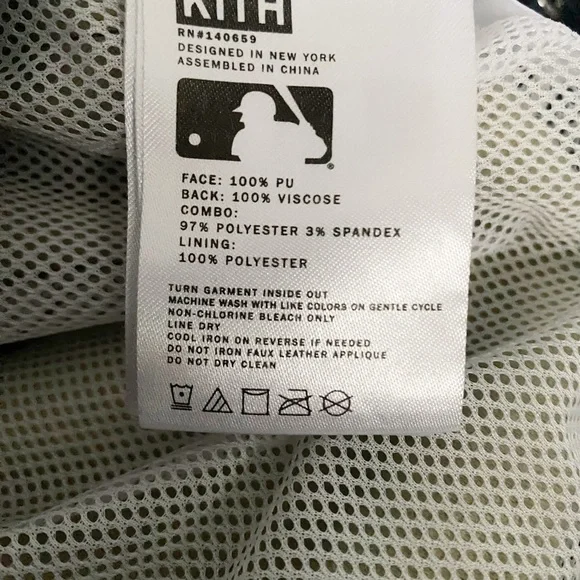 KITH
RN#140659
DESIGNED IN NEW YORK
ASSEMBLED IN CHINA
FACE: 100% PU
BACK: 100% VISCOSE
COMBO:
97% POLYESTER 3% SPANDEX
LINING:
100% POLYESTER
TURN GARMENT INSIDE OUT
MACHINE WASH WITH LIKE COLORS ON GENTLE CYCLE
NON-CHLORINE BLEACH ONLY
LINE DRY
COOL IRON ON REVERSE IF NEEDED
DO NOT IRON FAUX LEATHER APPLIQUE
DO NOT DRY CLEAN